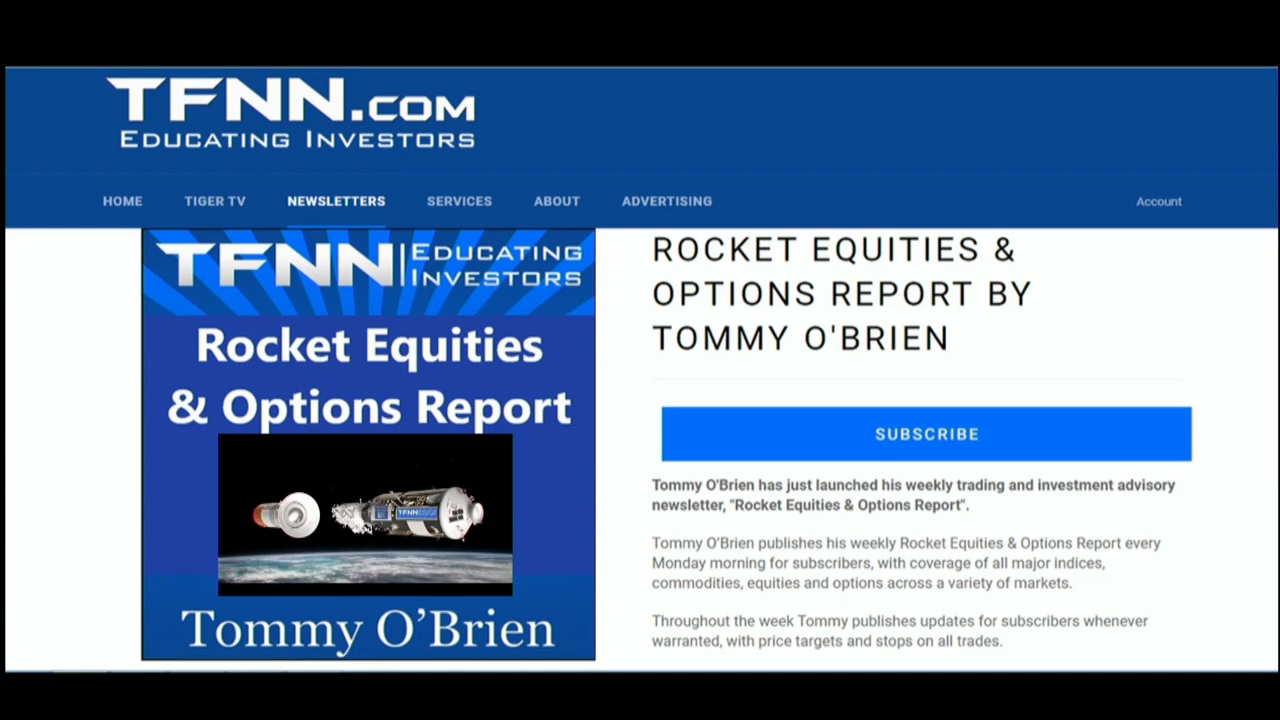 TFNN.COM
EDUCATING INVESTORS
HOME TIGER TV NEWSLETTERS SERVICES ABOUT ADVERTISING Account
TFNN EDUCATING
INVESTORS
Rocket Equities
& Options Report
TFNN
Tommy O’Brien
ROCKET EQUITIES &
OPTIONS REPORT BY
TOMMY O'BRIEN
SUBSCRIBE
Tommy O'Brien has just launched his weekly trading and investment advisory
newsletter, "Rocket Equities & Options Report".
Tommy O'Brien publishes his weekly Rocket Equities & Options Report every
Monday morning for subscribers, with coverage of all major indices,
commodities, equities and options across a variety of markets.
Throughout the week Tommy publishes updates for subscribers whenever
warranted, with price targets and stops on all trades.